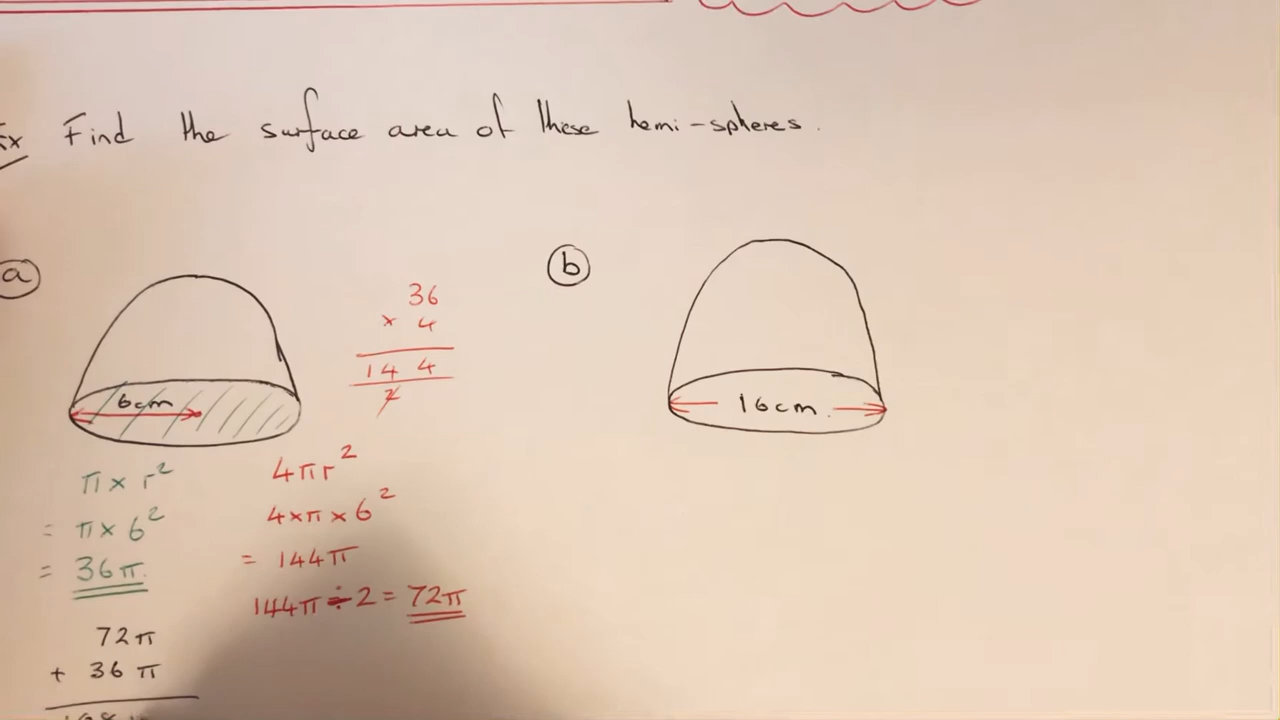 Ex Find the surface area of these hemi-spheres.
a
6cm
36
× 4
144
2
π × r²
= π × 6²
= 36π.
72π
+ 36π
4πr²
4×π×6²
= 144π
144π ÷ 2 = 72π
b
16cm.